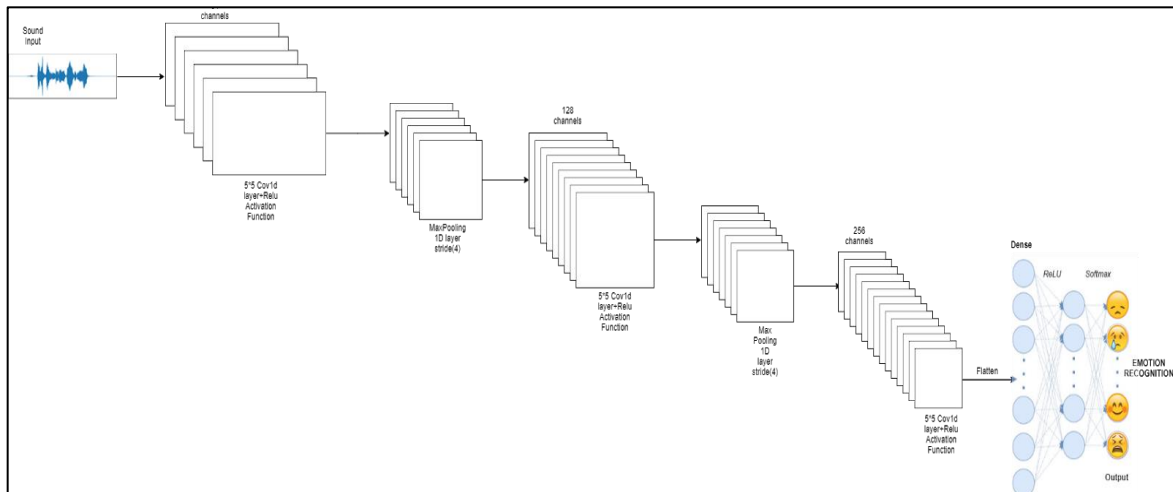 channels
Sound
Input
5*5 Cov1d
layer+Relu
Activation
Function
MaxPooling
1D layer
stride(4)
128
channels
5*5 Cov1d
layer+Relu
Activation
Function
Max
Pooling
1D
layer
stride(4)
256
channels
5*5 Cov1d
layer+Relu
Activation
Function
Flatten
Dense
ReLU
Softmax
EMOTION
RECOGNITION
Output